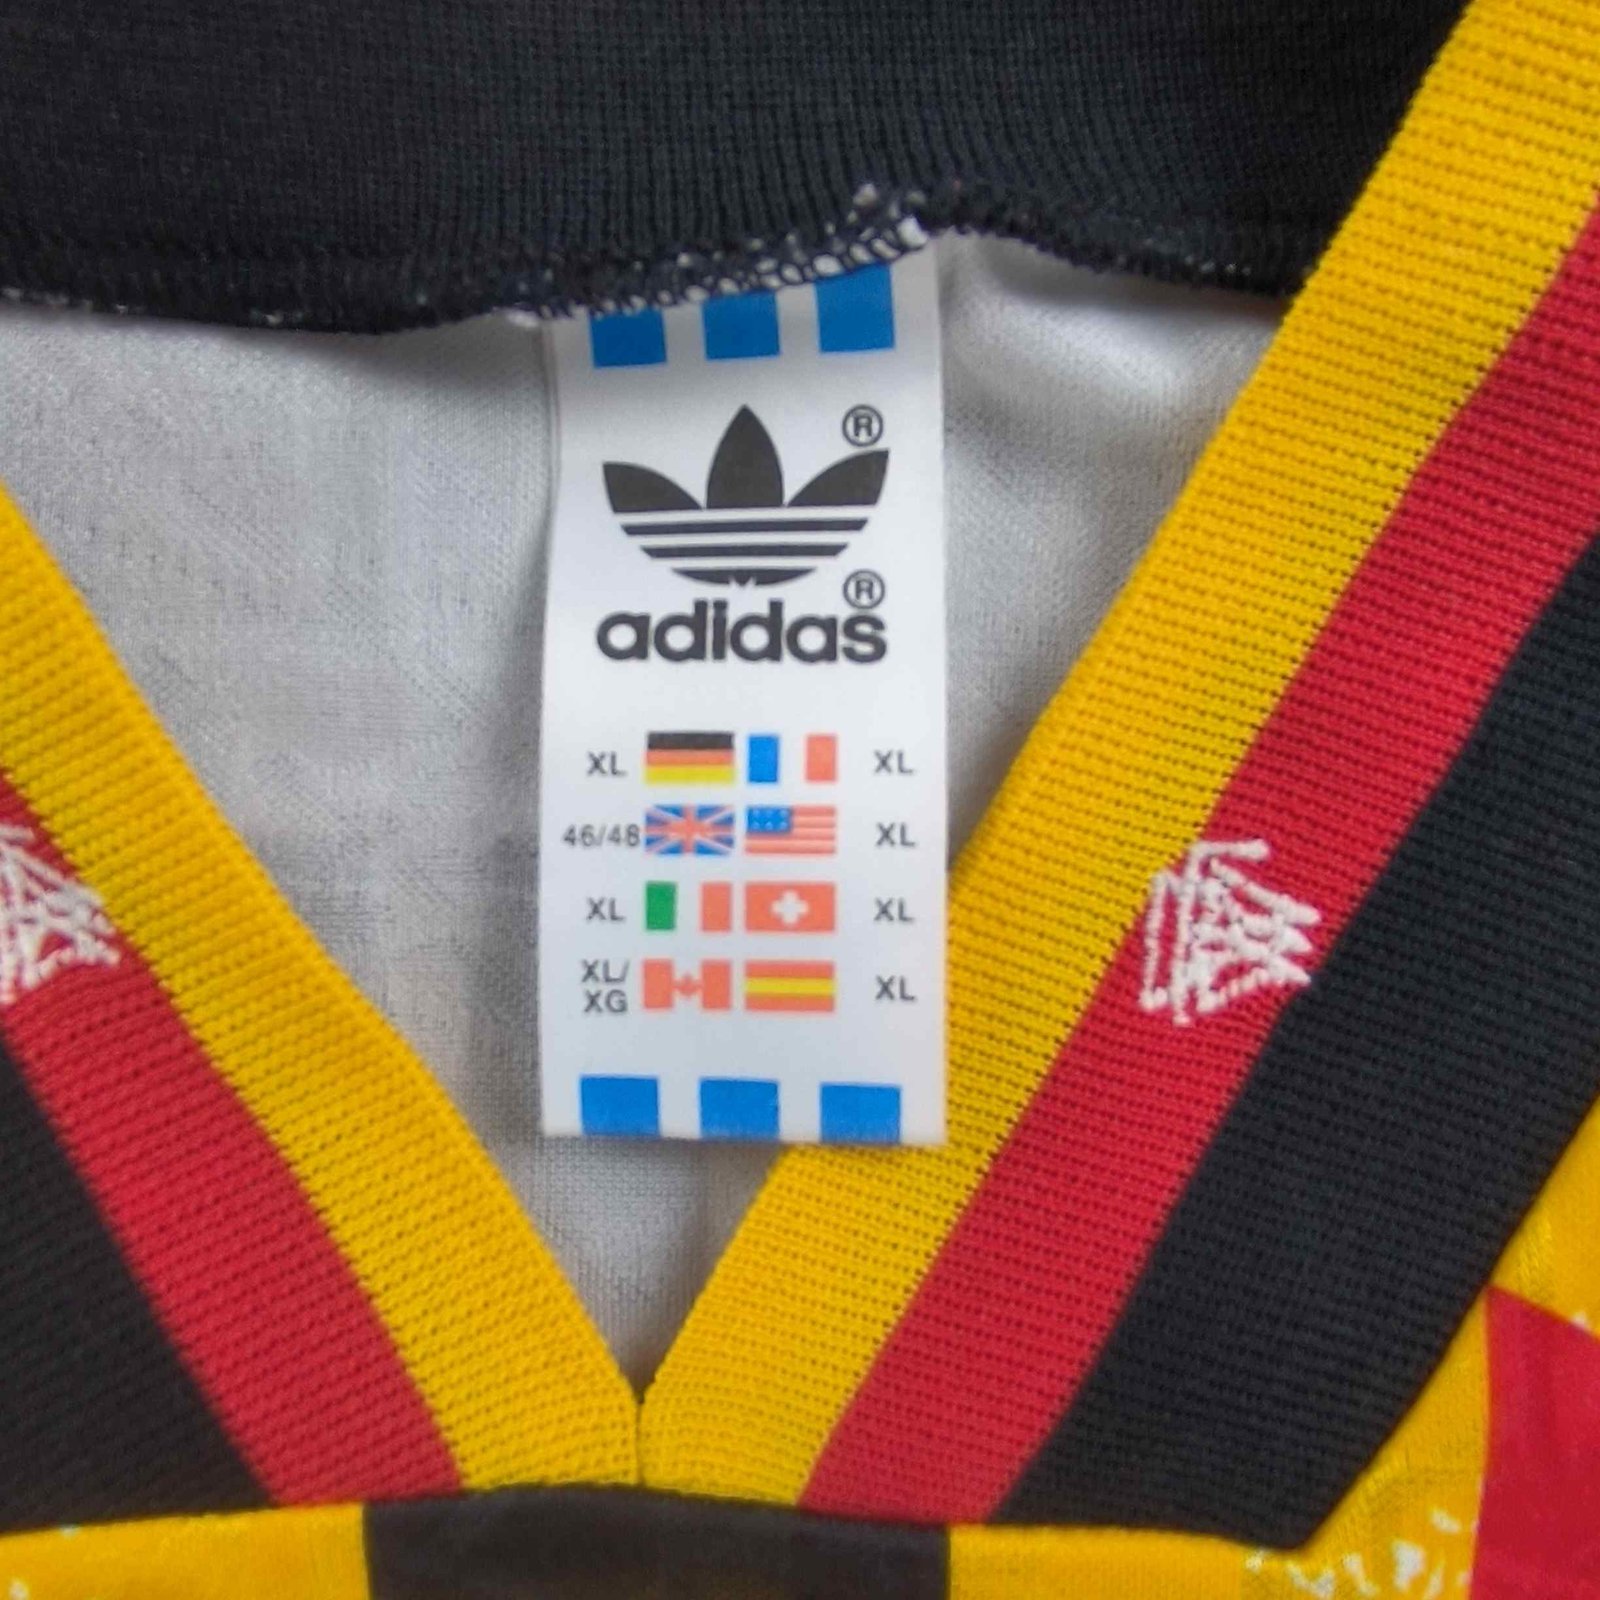 ®
®
adidas
XL XL
46/48 XL
XL XL
XL/
XG XL